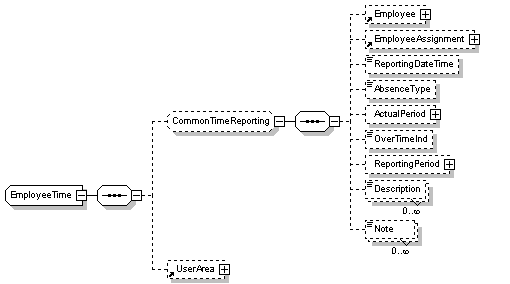 Employee
EmployeeAssignment
ReportingDateTime
AbsenceType
CommonTimeReporting
ActualPeriod
OverTimeInd
ReportingPeriod
EmployeeTime
Description
0..∞
Note
0..∞
UserArea